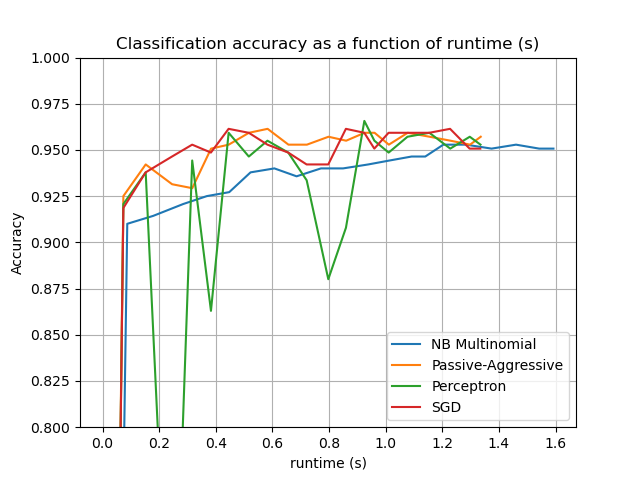 Classification accuracy as a function of runtime (s)
1.000
0.975
0.950
0.925
0.900
0.875
0.850
0.825
0.800
Accuracy
NB Multinomial
Passive-Aggressive
Perceptron
SGD
0.0 0.2 0.4 0.6 0.8 1.0 1.2 1.4 1.6
runtime (s)